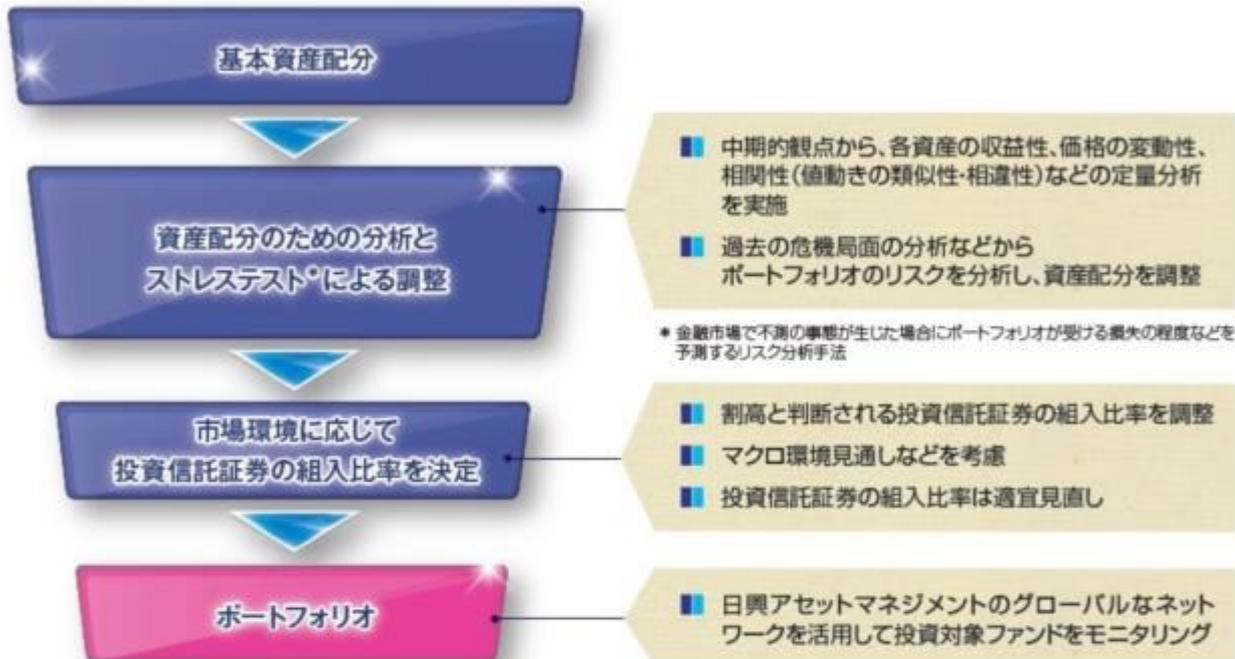 基本資産配分
資産配分のための分析と
ストレステスト*による調整
■ 中期的観点から、各資産の収益性、価格の変動性、
相関性(値動きの類似性・相違性)などの定量分析
を実施
■ 過去の危機局面の分析などから
ポートフォリオのリスクを分析し、資産配分を調整
* 金融市場で不測の事態が生じた場合にポートフォリオが受ける損失の程度などを
予測するリスク分析手法
市場環境に応じて
投資信託証券の組入比率を決定
■ 割高と判断される投資信託証券の組入比率を調整
■ マクロ環境見通しなどを考慮
■ 投資信託証券の組入比率は適宜見直し
ポートフォリオ
■ 日興アセットマネジメントのグローバルなネット
ワークを活用して投資対象ファンドをモニタリング